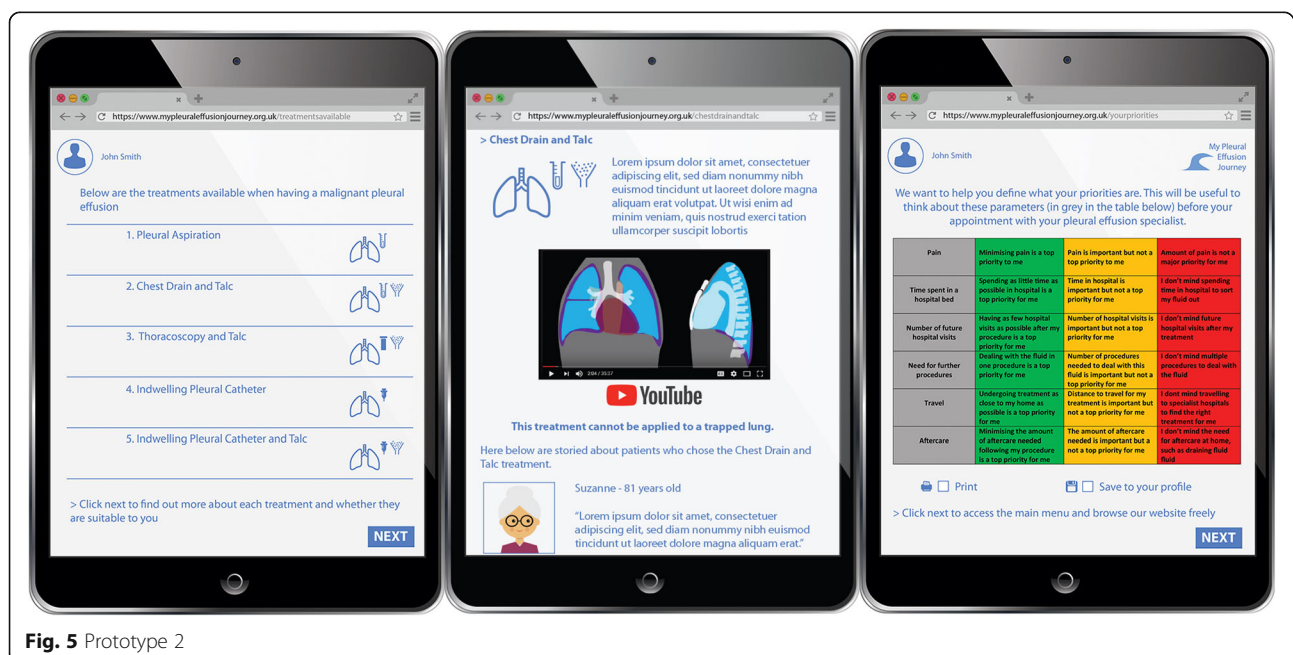 https://www.mypleuraleffusionjourney.org.uk/treatmentsavailable
John Smith
Below are the treatments available when having a malignant pleural
effusion
1. Pleural Aspiration
2. Chest Drain and Talc
3. Thoracoscopy and Talc
4. Indwelling Pleural Catheter
5. Indwelling Pleural Catheter and Talc
> Click next to find out more about each treatment and whether they
are suitable to you
NEXT
https://www.mypleuraleffusionjourney.org.uk/chestdrainandtalc
> Chest Drain and Talc
Lorem ipsum dolor sit amet, consectetuer
adipiscing elit, sed diam nonummy nibh
euismod tincidunt ut laoreet dolore magna
aliquam erat volutpat. Ut wisi enim ad
minim veniam, quis nostrud exerci tation
ullamcorper suscipit lobortis
2:04 / 35:37
YouTube
This treatment cannot be applied to a trapped lung.
Here below are storied about patients who chose the Chest Drain and
Talc treatment.
Suzanne - 81 years old
“Lorem ipsum dolor sit amet, consectetuer
adipiscing elit, sed diam nonummy nibh euismod
tincidunt ut laoreet dolore magna aliquam erat.”
https://www.mypleuraleffusionjourney.org.uk/yourpriorities
John Smith
My Pleural
Effusion
Journey
We want to help you define what your priorities are. This will be useful to
think about these parameters (in grey in the table below) before your
appointment with your pleural effusion specialist.
Pain
Minimising pain is a top
priority to me
Pain is important but not a
top priority to me
Amount of pain is not a
major priority for me
Time spent in a
hospital bed
Spending as little time as
possible in hospital is a
top priority for me
Time in hospital is
important but not a top
priority for me
I don't mind spending
time in hospital to sort
my fluid out
Number of future
hospital visits
Having as few hospital
visits as possible after my
procedure is a top
priority for me
Number of hospital visits is
important but not a top
priority for me
I don't mind future
hospital visits after my
treatment
Need for further
procedures
Dealing with the fluid in
one procedure is a top
priority for me
Number of procedures
needed to deal with this
fluid is important but not a
top priority for me
I don't mind multiple
procedures to deal with
the fluid
Travel
Undergoing treatment as
close to my home as
possible is a top priority
for me
Distance to travel for my
treatment is important but
not a top priority for me
I dont mind travelling
to specialist hospitals
to find the right
treatment for me
Aftercare
Minimising the amount
of aftercare needed
following my procedure
is a top priority for me
The amount of aftercare
needed is important but a
not a top priority for me
I don't mind the need
for aftercare at home,
such as draining fluid
fluid
Print
Save to your profile
> Click next to access the main menu and browse our website freely
NEXT
Fig. 5 Prototype 2